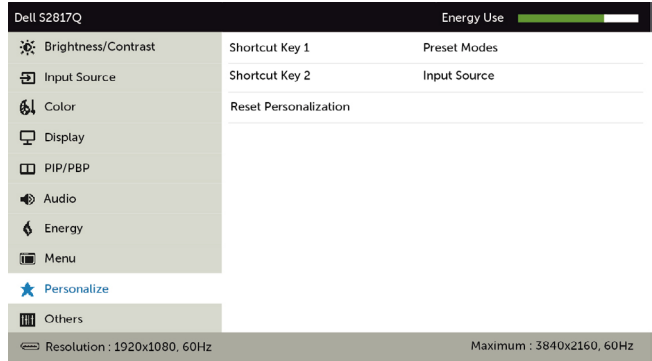 Dell S2817Q Energy Use
Brightness/Contrast Shortcut Key 1 Preset Modes
Input Source Shortcut Key 2 Input Source
Color Reset Personalization
Display
PIP/PBP
Audio
Energy
Menu
Personalize
Others
Resolution : 1920x1080, 60Hz Maximum : 3840x2160, 60Hz